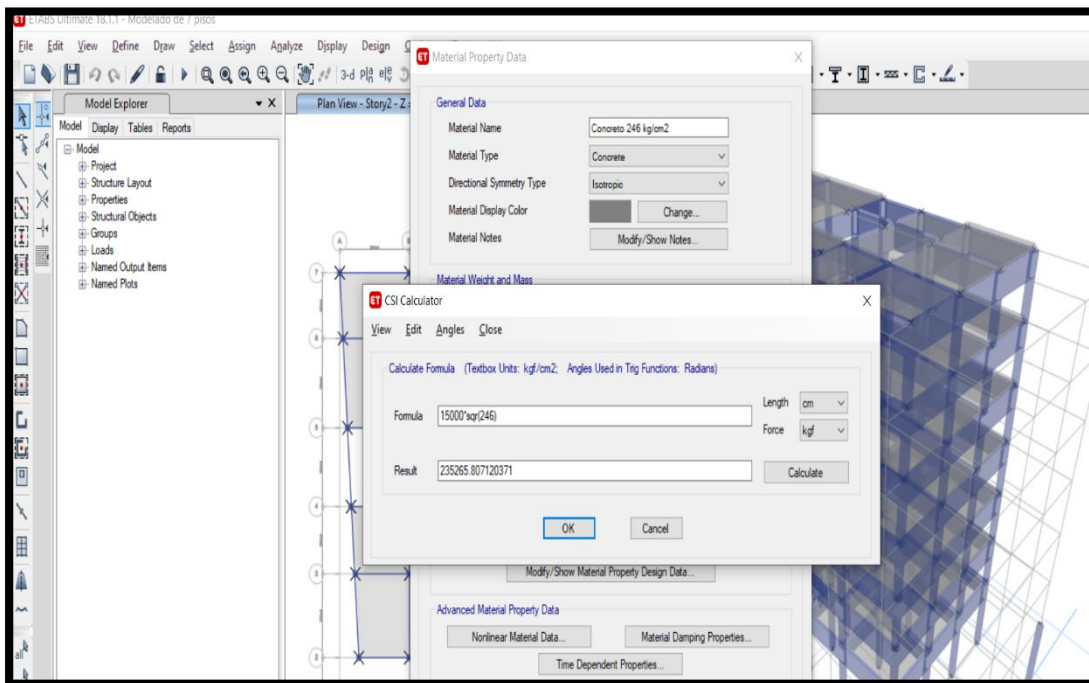 ETABS Ultimate 18.1.1 - Modelado de 7 pisos
File Edit View Define Draw Select Assign Analyze Display Design
3-d
Model Explorer
Model Display Tables Reports
Model
Project
Structure Layout
Properties
Structural Objects
Groups
Loads
Named Output Items
Named Plots
Plan View - Story2 - Z
Material Property Data
General Data
Material Name Concreto 246 kg/cm2
Material Type Concrete
Directional Symmetry Type Isotropic
Material Display Color Change...
Material Notes Modify/Show Notes...
Material Weight and Mass
CSI Calculator
View Edit Angles Close
Calculate Formula (Textbox Units: kgf/cm2; Angles Used in Trig Functions: Radians)
Formula 15000*sqr(246)
Length cm
Force kgf
Result 235265.807120371
Calculate
OK Cancel
Modify/Show Material Property Design Data...
Advanced Material Property Data
Nonlinear Material Data... Material Damping Properties...
Time Dependent Properties...